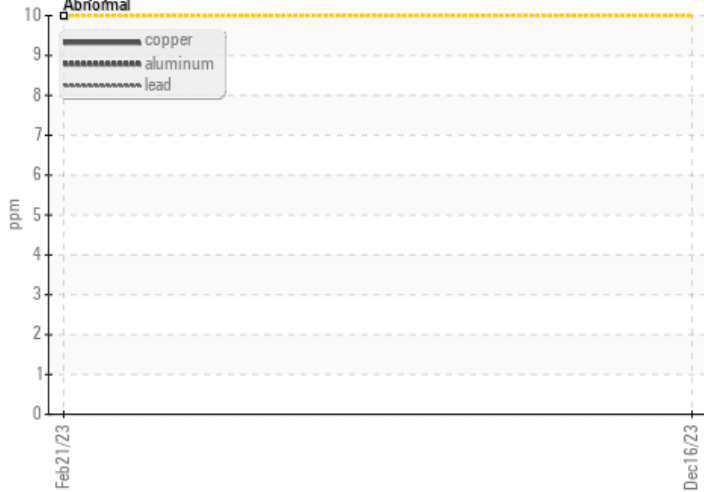 Abnormal
10
9
8
7
6
5
4
3
2
1
0
ppm
copper
aluminum
lead
Feb21/23
Dec16/23